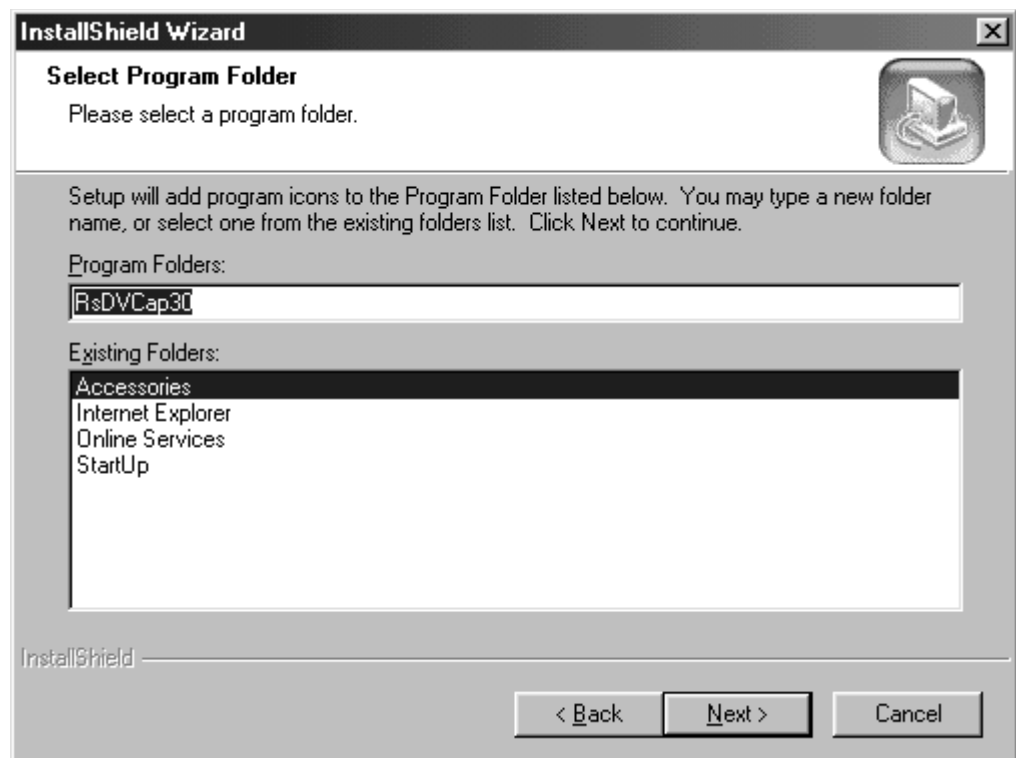 InstallShield Wizard
Select Program Folder
Please select a program folder.
Setup will add program icons to the Program Folder listed below. You may type a new folder
name, or select one from the existing folders list. Click Next to continue.
Program Folders:
RsDVCap30
Existing Folders:
Accessories
Internet Explorer
Online Services
StartUp
InstallShield
< Back
Next >
Cancel